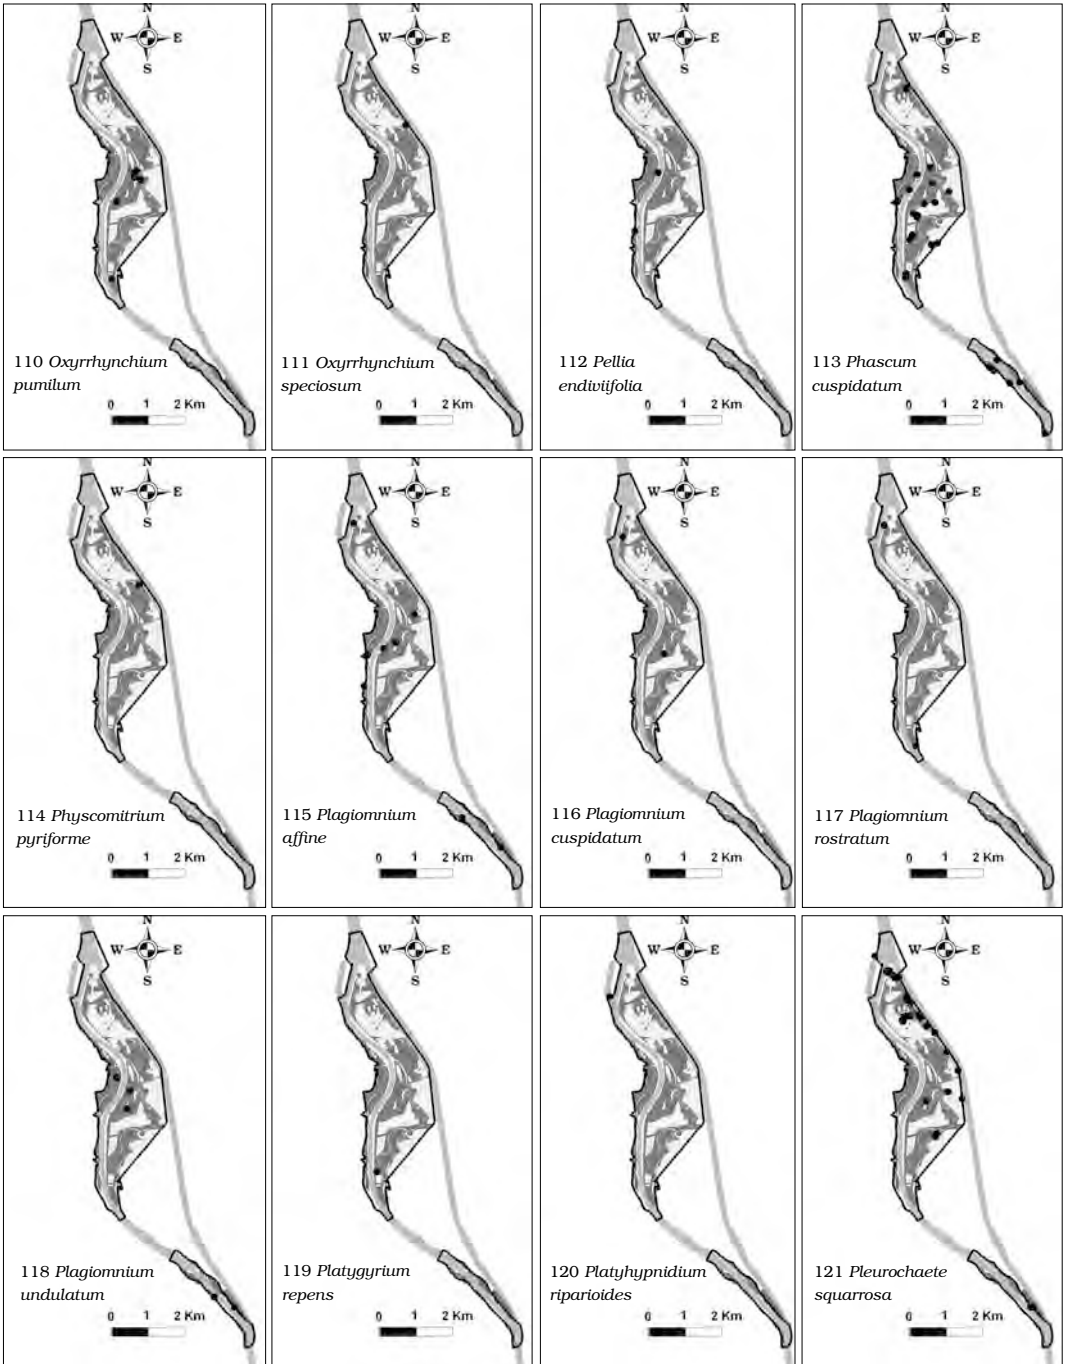 W E
S
110 Oxyrrhynchium
pumilum
0 1 2 Km
W E
S
111 Oxyrrhynchium
speciosum
0 1 2 Km
W E
S
112 Pellia
endiviifolia
0 1 2 Km
W E
S
113 Phascum
cuspidatum
0 1 2 Km
N
W E
S
114 Physcomitrium
pyriforme
0 1 2 Km
N
W E
S
115 Plagiomnium
affine
0 1 2 Km
N
W E
S
116 Plagiomnium
cuspidatum
0 1 2 Km
N
W E
S
117 Plagiomnium
rostratum
0 1 2 Km
N
W E
S
118 Plagiomnium
undulatum
0 1 2 Km
N
W E
S
119 Platygyrium
repens
0 1 2 Km
N
W E
S
120 Platyhypnidium
riparioides
0 1 2 Km
N
W E
S
121 Pleurochaete
squarrosa
0 1 2 Km